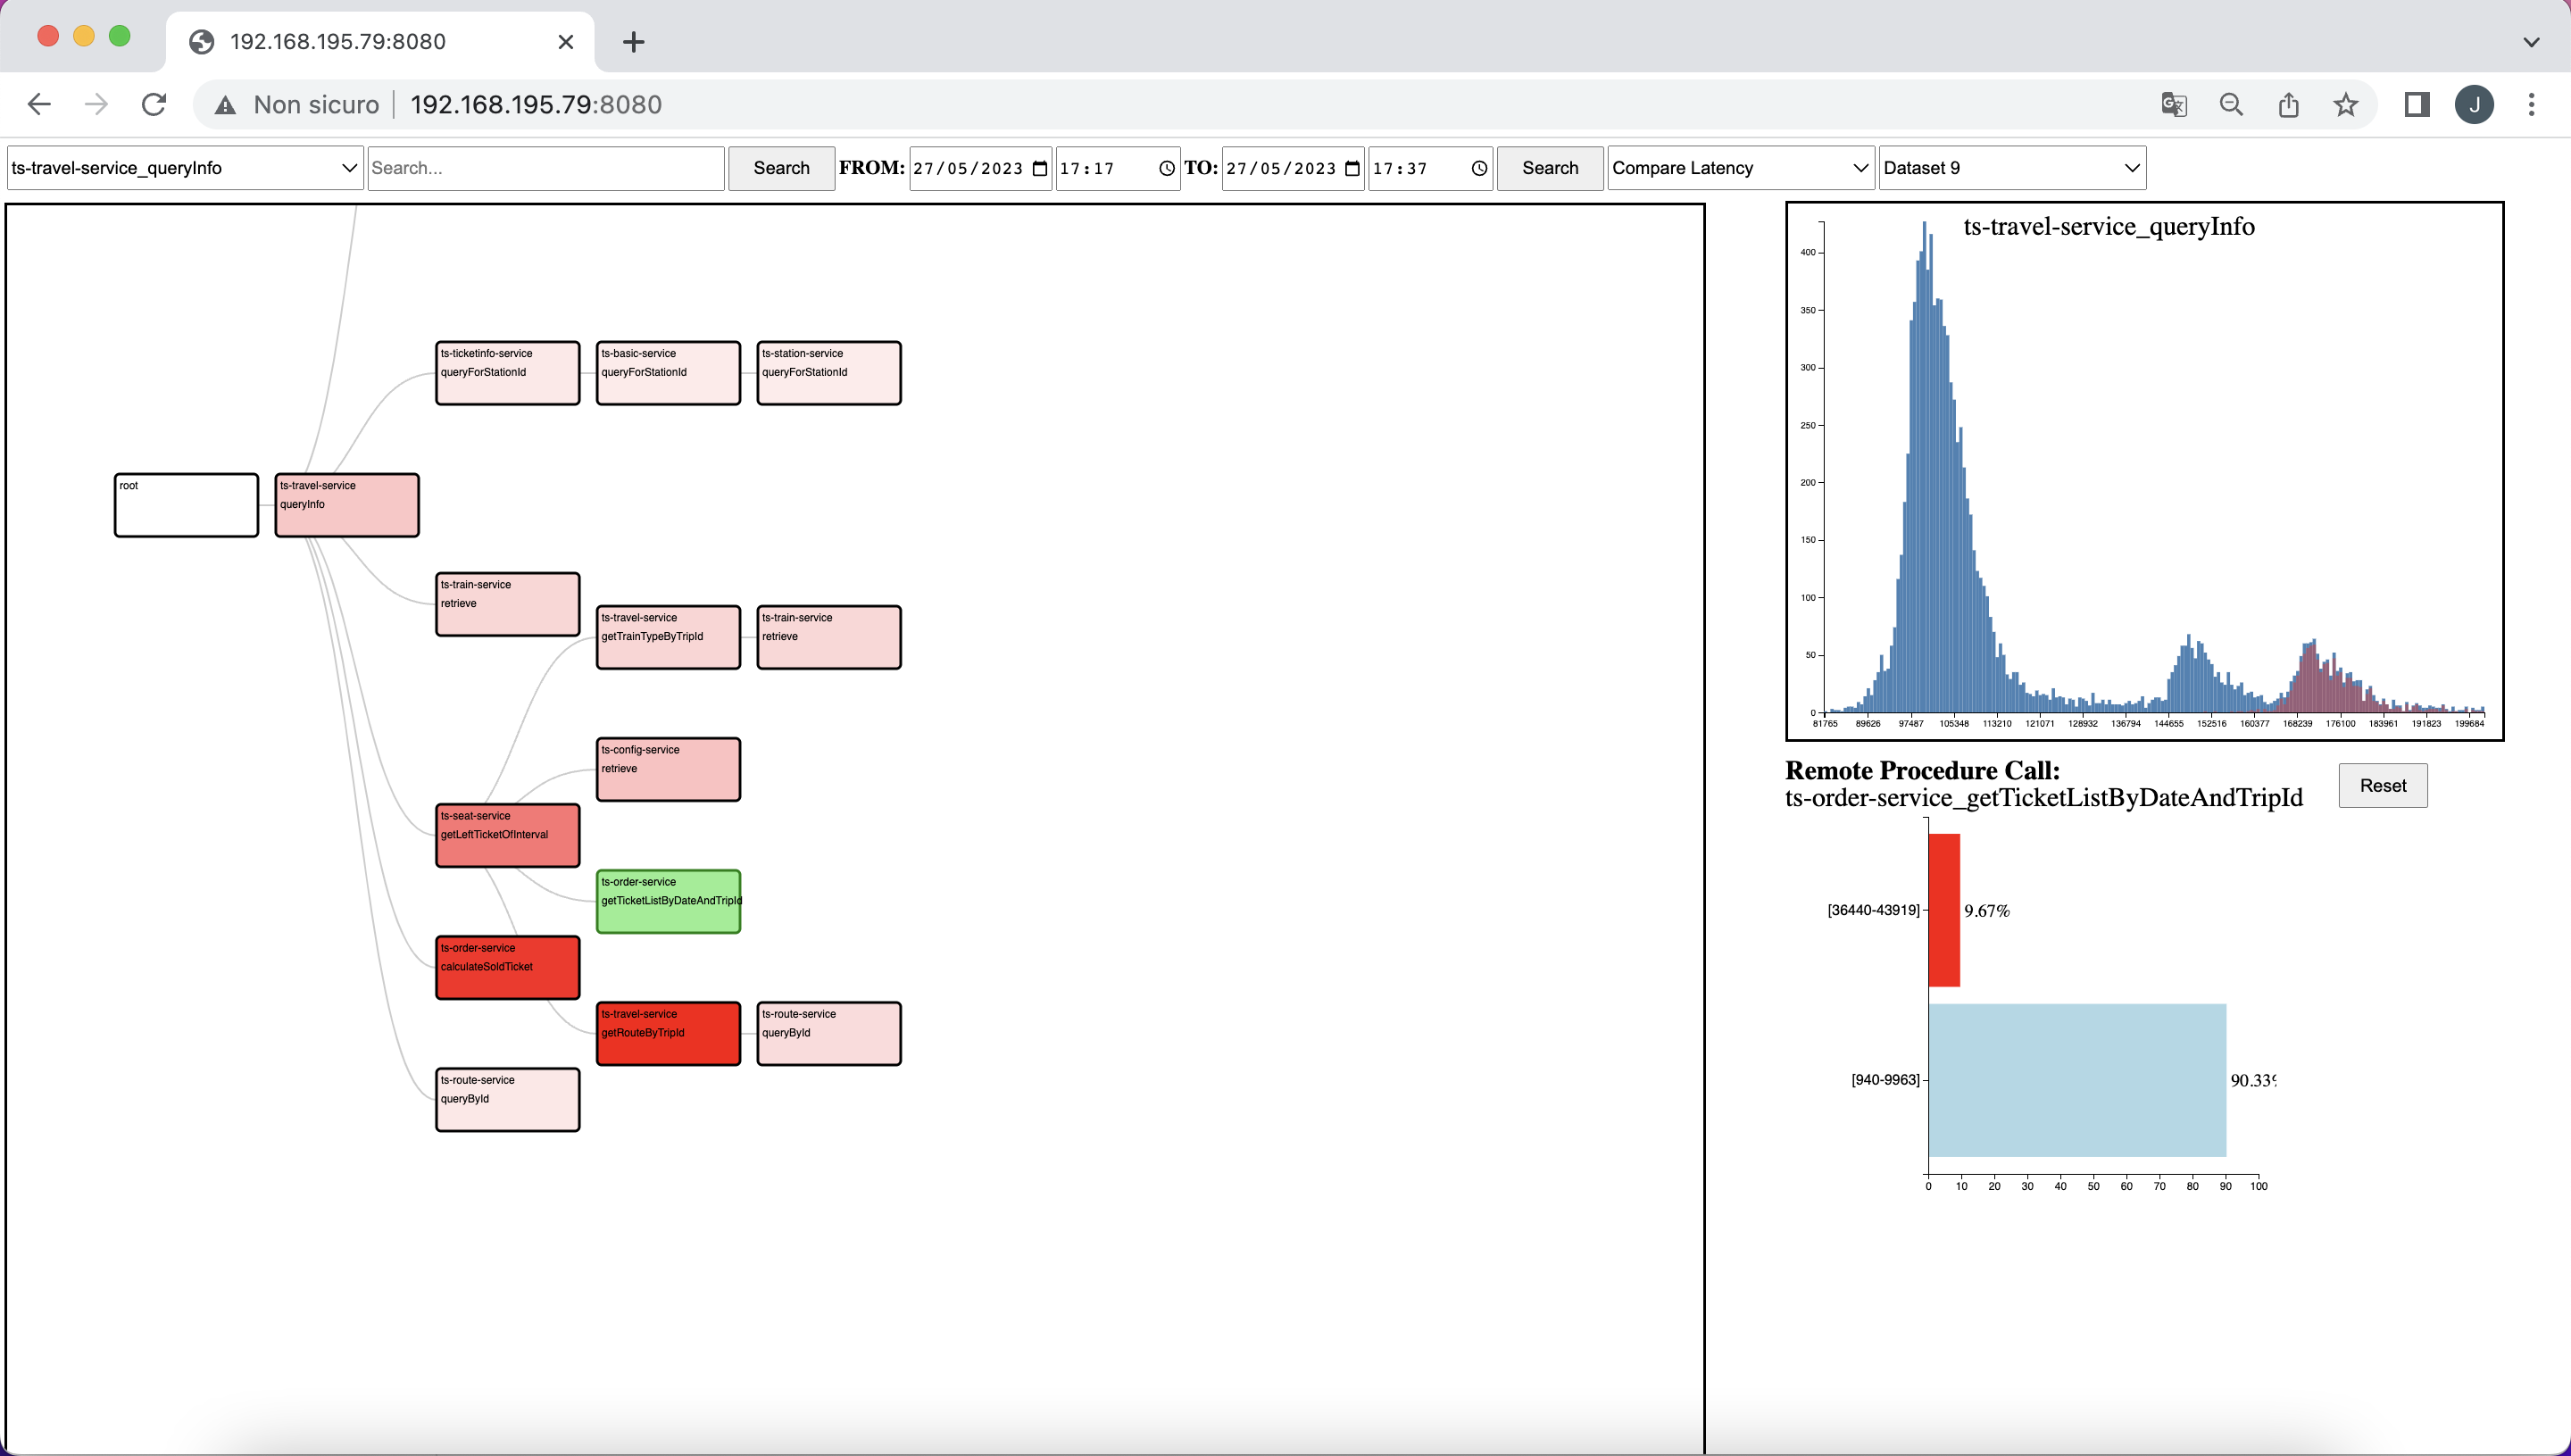 192.168.195.79:8080
Non sicuro 192.168.195.79:8080
J
ts-travel-service_queryInfo Search... Search FROM: 27/05/2023 17:17 TO: 27/05/2023 17:37 Search Compare Latency Dataset 9
ts-ticketinfo-service
queryForStationId
ts-basic-service
queryForStationId
ts-station-service
queryForStationId
root
ts-travel-service
queryInfo
ts-train-service
retrieve
ts-travel-service
getTrainTypeByTripId
ts-train-service
retrieve
ts-config-service
retrieve
ts-seat-service
getLeftTicketOfInterval
ts-order-service
getTicketListByDateAndTripId
ts-order-service
calculateSoldTicket
ts-travel-service
getRouteByTripId
ts-route-service
queryById
ts-route-service
queryById
ts-travel-service_queryInfo
400
350
300
250
200
150
100
50
0
81765 89626 97487 105348 113210 121071 128932 136794 144655 152516 160377 168239 176100 183961 191823 199684
Remote Procedure Call:
ts-order-service_getTicketListByDateAndTripId
Reset
[36440-43919] 9.67%
[940-9963] 90.33%
0 10 20 30 40 50 60 70 80 90 100